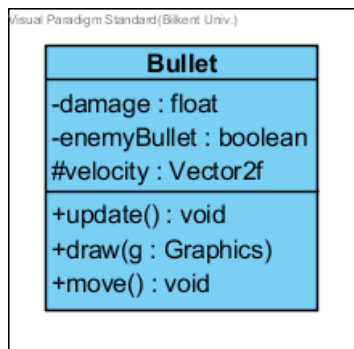 Visual Paradigm Standard(Bilkent Univ.)
Bullet
-damage : float
-enemyBullet : boolean
#velocity : Vector2f
+update() : void
+draw(g : Graphics)
+move() : void